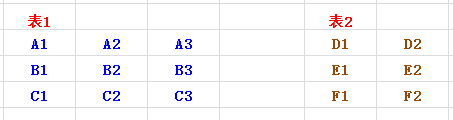 表1 表2
A1 A2 A3 D1 D2
B1 B2 B3 E1 E2
C1 C2 C3 F1 F2